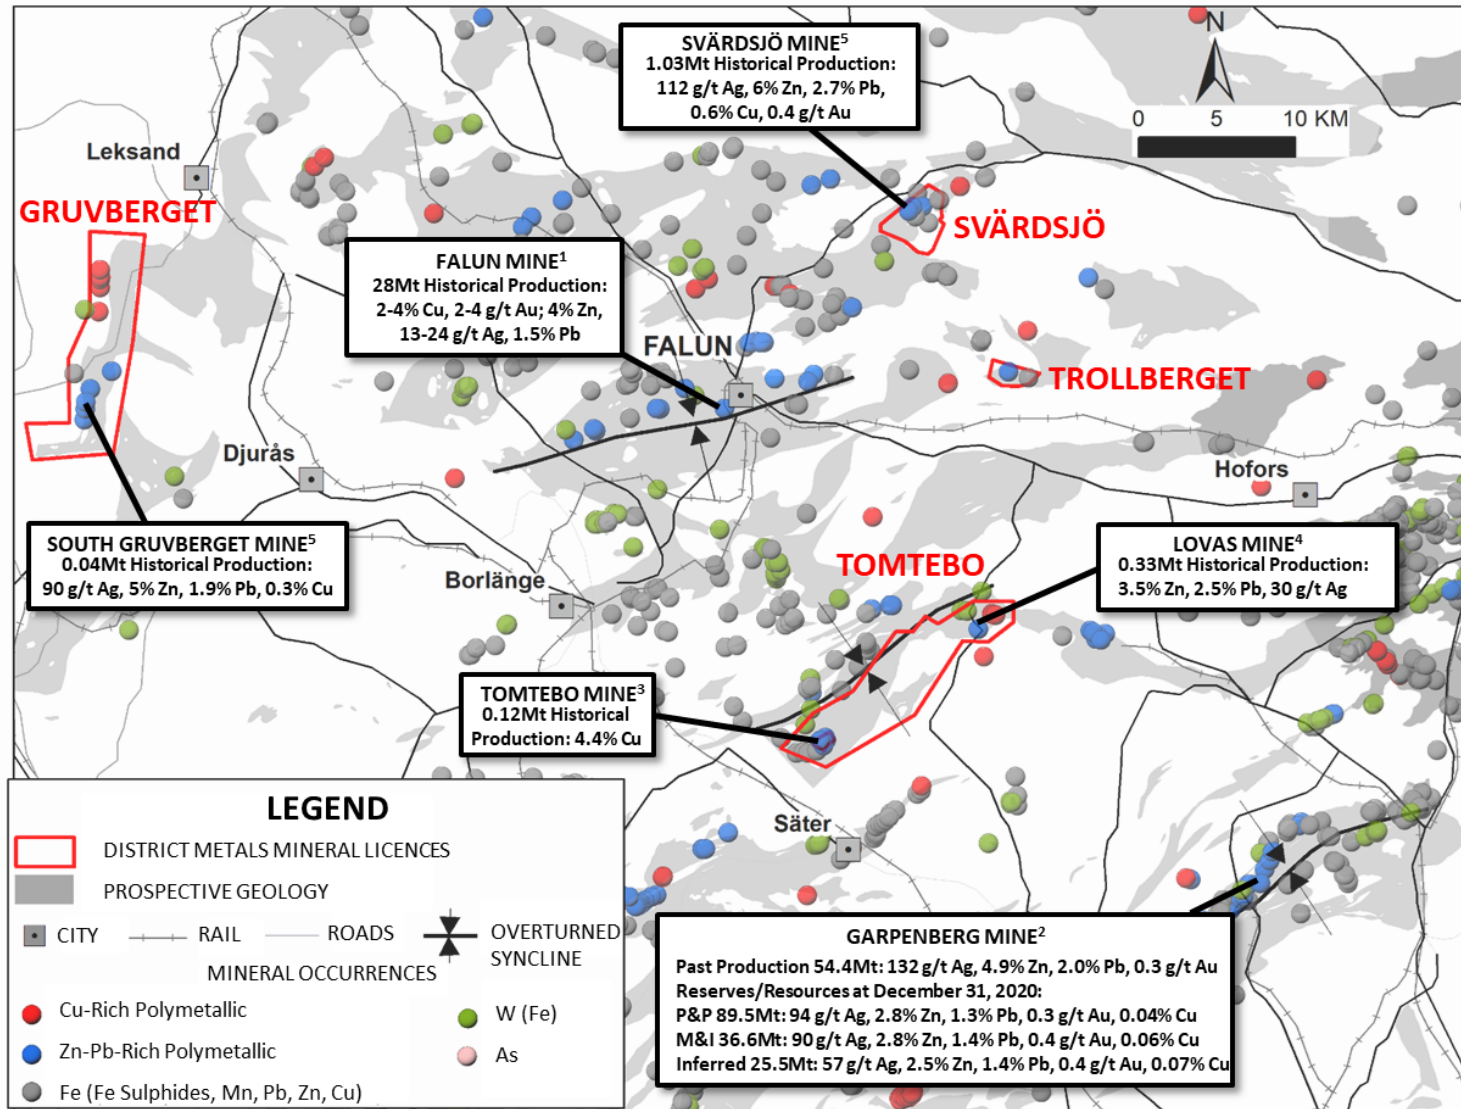 SVÄRDSJÖ MINE5
1.03Mt Historical Production:
112 g/t Ag, 6% Zn, 2.7% Pb,
0.6% Cu, 0.4 g/t Au
N
0 5 10 KM
Leksand
GRUVBERGET
SVÄRDSJÖ
FALUN MINE1
28Mt Historical Production:
2-4% Cu, 2-4 g/t Au; 4% Zn,
13-24 g/t Ag, 1.5% Pb
FALUN
TROLLBERGET
Djurås
Hofors
SOUTH GRUVBERGET MINE5
0.04Mt Historical Production:
90 g/t Ag, 5% Zn, 1.9% Pb, 0.3% Cu
Borlänge
TOMTEBO
LOVAS MINE4
0.33Mt Historical Production:
3.5% Zn, 2.5% Pb, 30 g/t Ag
TOMTEBO MINE3
0.12Mt Historical
Production: 4.4% Cu
Säter
LEGEND
DISTRICT METALS MINERAL LICENCES
PROSPECTIVE GEOLOGY
CITY
RAIL
ROADS
OVERTURNED
SYNCLINE
MINERAL OCCURRENCES
Cu-Rich Polymetallic
W (Fe)
Zn-Pb-Rich Polymetallic
As
Fe (Fe Sulphides, Mn, Pb, Zn, Cu)
GARPENBERG MINE2
Past Production 54.4Mt: 132 g/t Ag, 4.9% Zn, 2.0% Pb, 0.3 g/t Au
Reserves/Resources at December 31, 2020:
P&P 89.5Mt: 94 g/t Ag, 2.8% Zn, 1.3% Pb, 0.3 g/t Au, 0.04% Cu
M&I 36.6Mt: 90 g/t Ag, 2.8% Zn, 1.4% Pb, 0.4 g/t Au, 0.06% Cu
Inferred 25.5Mt: 57 g/t Ag, 2.5% Zn, 1.4% Pb, 0.4 g/t Au, 0.07% Cu